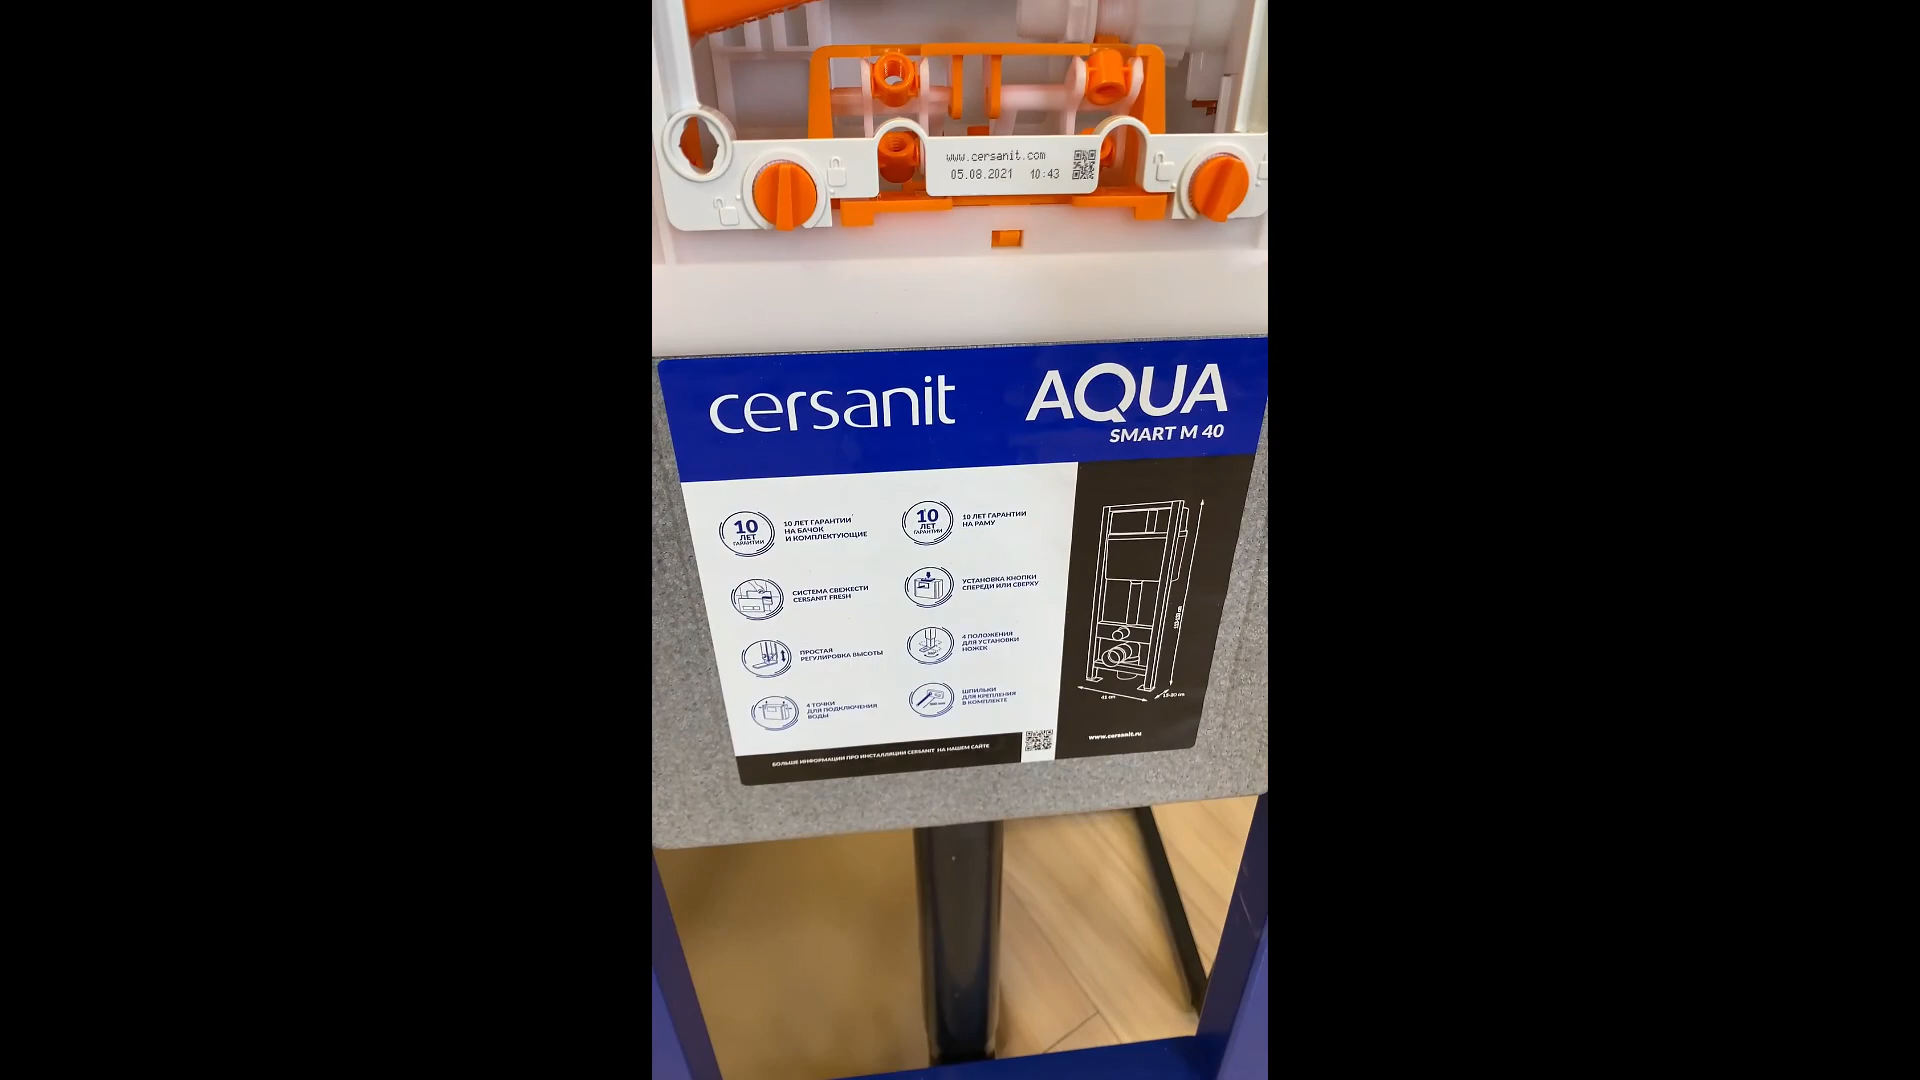 www.cersanit.com
05.08.2021 10:43
cersanit
AQUA
SMART M 40
10
ЛЕТ
ГАРАНТИИ
10 ЛЕТ ГАРАНТИИ
НА БАЧОК
И КОМПЛЕКТУЮЩИЕ
10
ЛЕТ
ГАРАНТИИ
10 ЛЕТ ГАРАНТИИ
НА РАМУ
СИСТЕМА СВЕЖЕСТИ
CERSANIT FRESH
УСТАНОВКА КНОПКИ
СПЕРЕДИ ИЛИ СВЕРХУ
ПРОСТАЯ
РЕГУЛИРОВКА ВЫСОТЫ
4 ПОЛОЖЕНИЯ
ДЛЯ УСТАНОВКИ
НОЖЕК
4 ТОЧКИ
ДЛЯ ПОДКЛЮЧЕНИЯ
ВОДЫ
ШПИЛЬКИ
ДЛЯ КРЕПЛЕНИЯ
В КОМПЛЕКТЕ
41 cm
БОЛЬШЕ ИНФОРМАЦИИ ПРО ИНСТАЛЛЯЦИИ CERSANIT НА НАШЕМ САЙТЕ
www.cersanit.ru